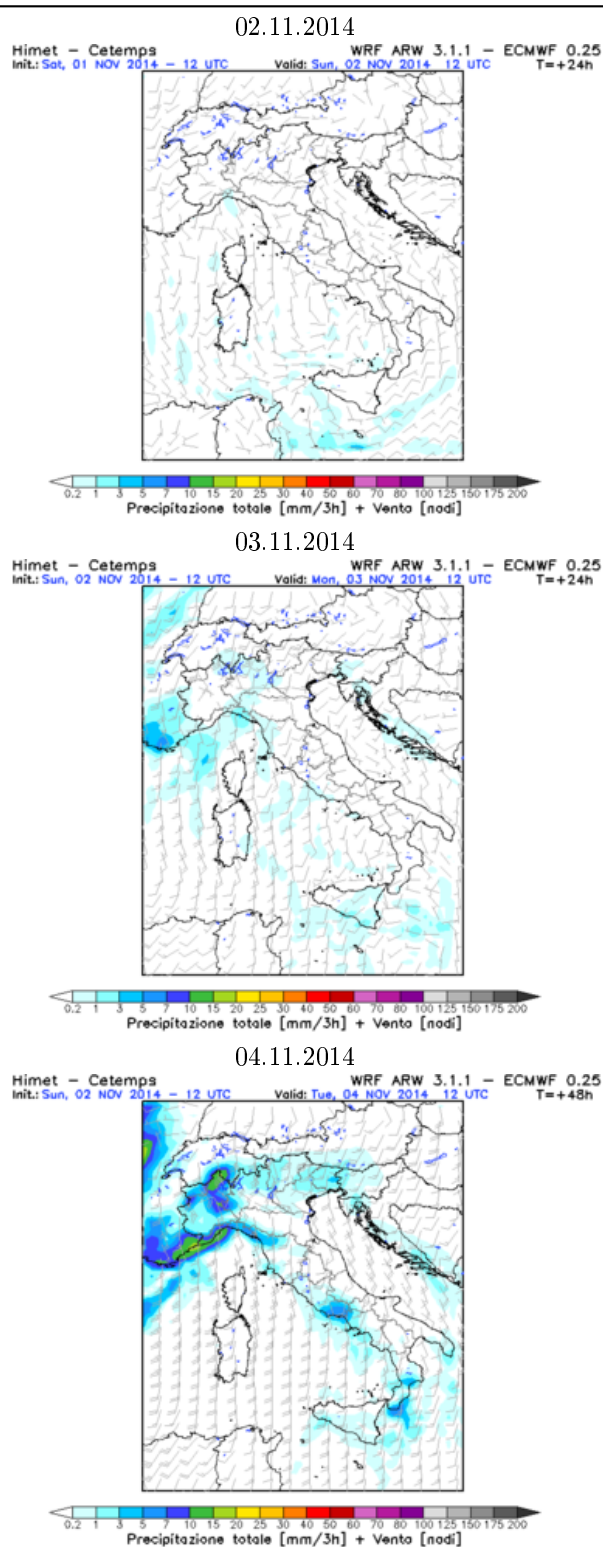 02.11.2014
Himet – Cetemps WRF ARW 3.1.1 – ECMWF 0.25
Init.: Sat, 01 NOV 2014 – 12 UTC Valid: Sun, 02 NOV 2014 12 UTC T=+24h
0.2 1 3 5 7 10 15 20 25 30 40 50 60 70 80 100 125 150 175 200
Precipitazione totale [mm/3h] + Vento [nodi]
03.11.2014
Himet – Cetemps WRF ARW 3.1.1 – ECMWF 0.25
Init.: Sun, 02 NOV 2014 – 12 UTC Valid: Mon, 03 NOV 2014 12 UTC T=+24h
0.2 1 3 5 7 10 15 20 25 30 40 50 60 70 80 100 125 150 175 200
Precipitazione totale [mm/3h] + Vento [nodi]
04.11.2014
Himet – Cetemps WRF ARW 3.1.1 – ECMWF 0.25
Init.: Sun, 02 NOV 2014 – 12 UTC Valid: Tue, 04 NOV 2014 12 UTC T=+48h
0.2 1 3 5 7 10 15 20 25 30 40 50 60 70 80 100 125 150 175 200
Precipitazione totale [mm/3h] + Vento [nodi]